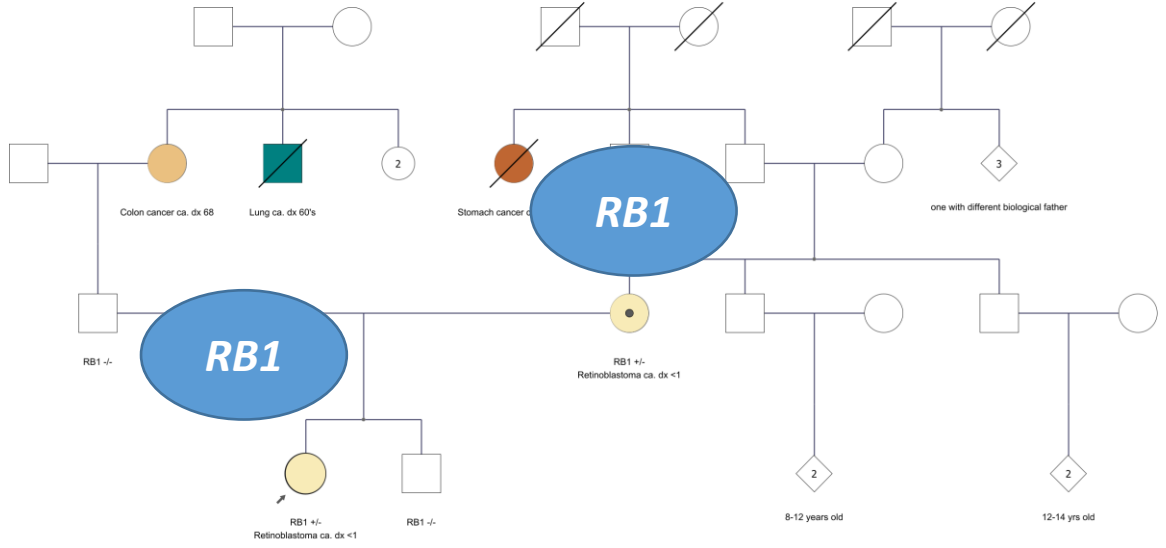 2
3
Colon cancer ca. dx 68
Lung ca. dx 60's
Stomach cancer
one with different biological father
RB1
RB1
RB1 -/-
RB1 +/-
Retinoblastoma ca. dx <1
2
2
RB1 +/-
Retinoblastoma ca. dx <1
RB1 -/-
8-12 years old
12-14 yrs old